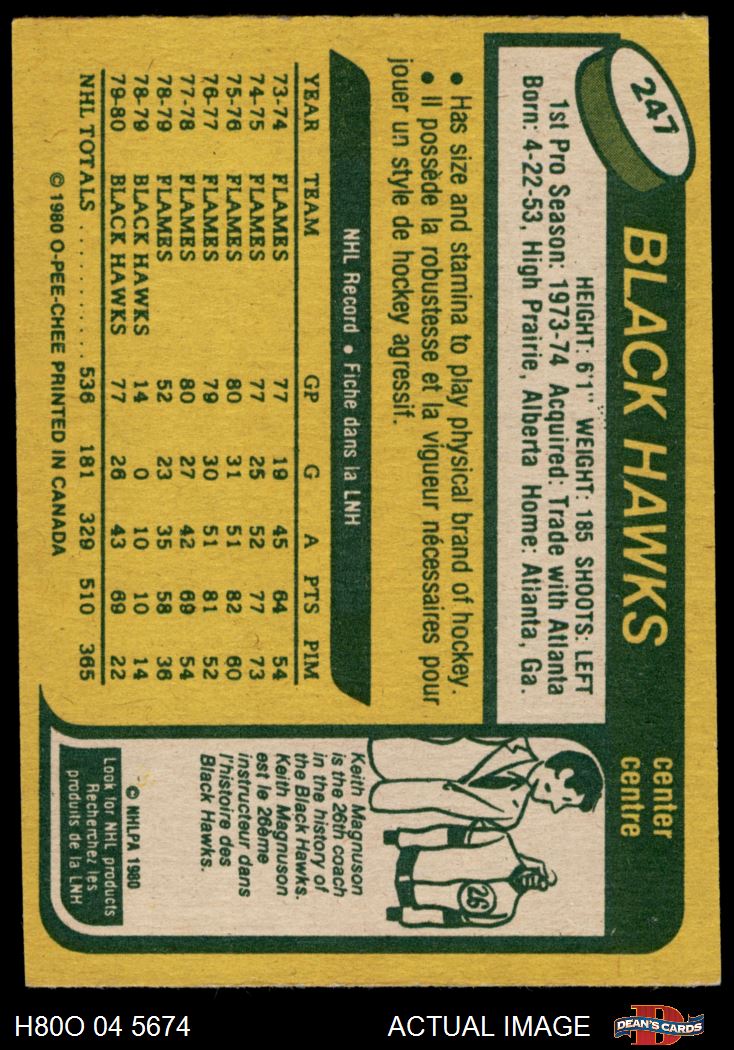 247
BLACK HAWKS
center
centre
HEIGHT: 6'1" WEIGHT: 185 SHOOTS: LEFT
1st Pro Season: 1973-74 Acquired: Trade with Atlanta
Born: 4-22-53, High Prairie, Alberta Home: Atlanta, Ga.
• Has size and stamina to play physical brand of hockey.
• Il possède la robustesse et la vigueur nécessaires pour
jouer un style de hockey agressif.
NHL Record • Fiche dans la LNH
YEAR TEAM GP G A PTS PIM
73-74 FLAMES 77 19 45 64 54
74-75 FLAMES 77 25 52 77 73
75-76 FLAMES 80 31 51 82 60
76-77 FLAMES 79 30 51 81 52
77-78 FLAMES 80 27 42 69 54
78-79 FLAMES 52 23 35 58 36
78-79 BLACK HAWKS 14 0 10 10 14
79-80 BLACK HAWKS 77 26 43 69 22
NHL TOTALS .......... 536 181 329 510 365
© 1980 O-PEE-CHEE PRINTED IN CANADA
26
Keith Magnuson
is the 26th coach
in the history of
the Black Hawks.
Keith Magnuson
est le 26ème
instructeur dans
l'histoire des
Black Hawks.
© NHLPA 1980
Look for NHL products
Recherchez les
produits de la LNH
H80O 04 5674
ACTUAL IMAGE
D
DEAN'S CARDS